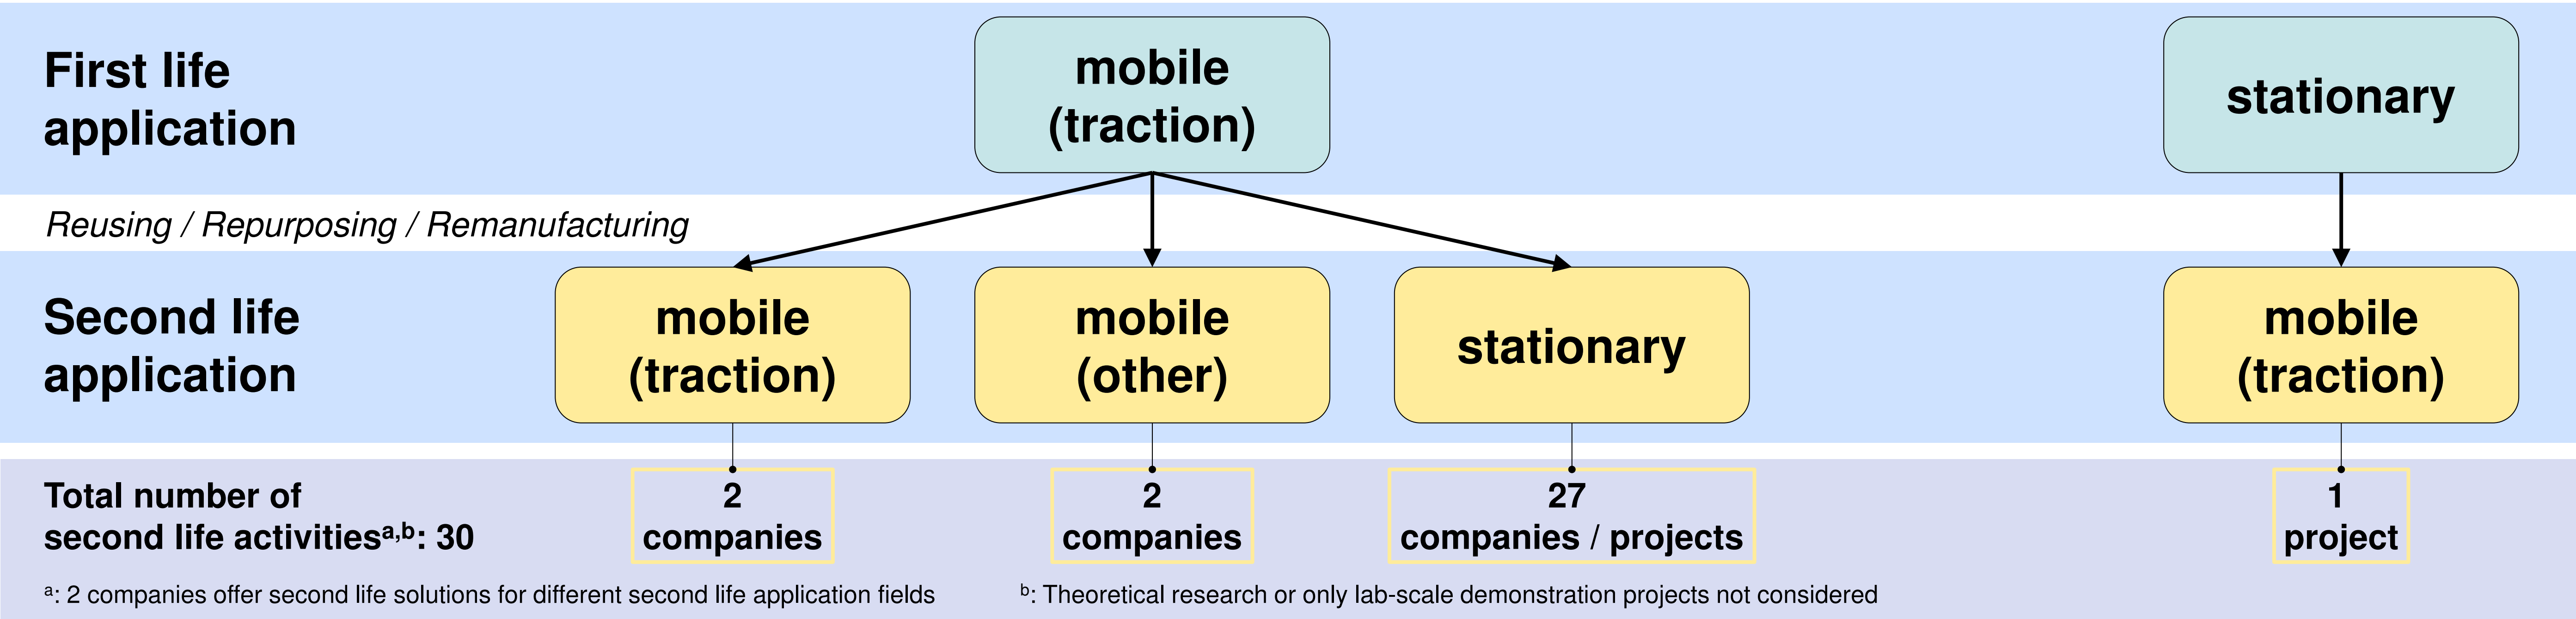 First life
application
mobile
(traction)
stationary
Reusing / Repurposing / Remanufacturing
Second life
application
mobile
(traction)
mobile
(other)
stationary
mobile
(traction)
Total number of
second life activitiesᵃ,ᵇ: 30
2
companies
2
companies
27
companies / projects
1
project
ᵃ: 2 companies offer second life solutions for different second life application fields
ᵇ: Theoretical research or only lab-scale demonstration projects not considered